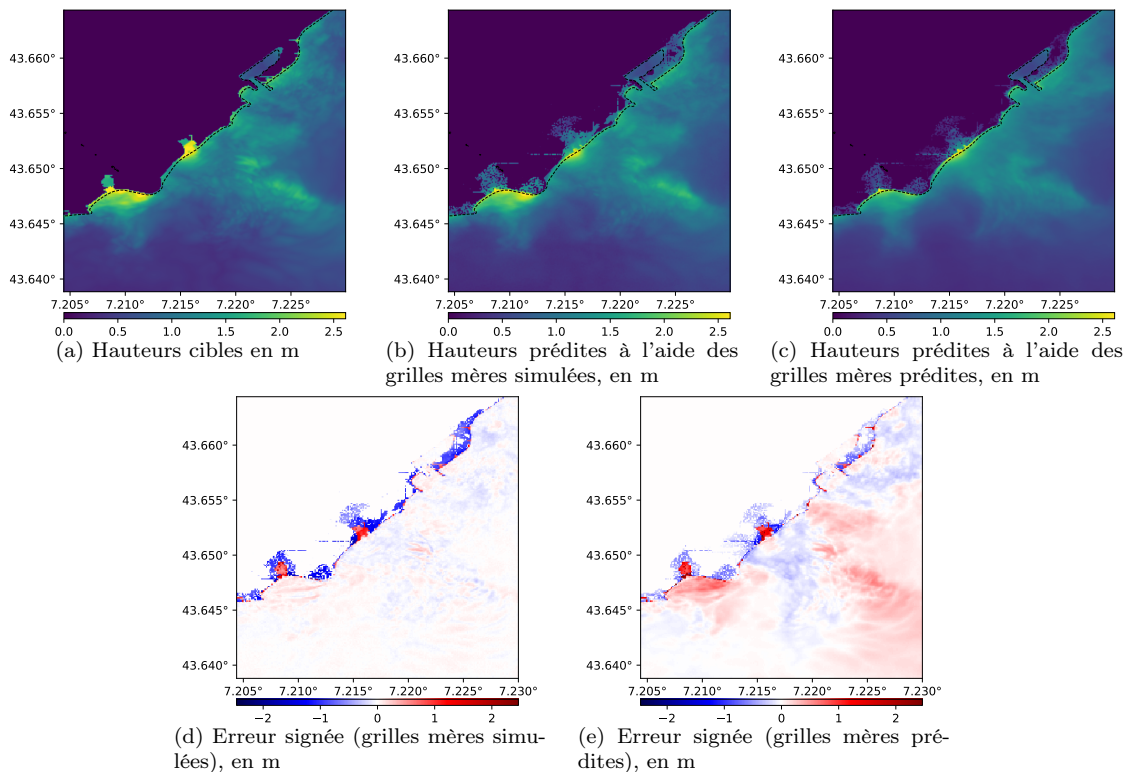 43.660°
43.655°
43.650°
43.645°
43.640°
7.205° 7.210° 7.215° 7.220° 7.225°
0.0 0.5 1.0 1.5 2.0 2.5
(a) Hauteurs cibles en m
43.660°
43.655°
43.650°
43.645°
43.640°
7.205° 7.210° 7.215° 7.220° 7.225°
0.0 0.5 1.0 1.5 2.0 2.5
(b) Hauteurs prédites à l'aide des
grilles mères simulées, en m
43.660°
43.655°
43.650°
43.645°
43.640°
7.205° 7.210° 7.215° 7.220° 7.225°
0.0 0.5 1.0 1.5 2.0 2.5
(c) Hauteurs prédites à l'aide des
grilles mères prédites, en m
43.660°
43.655°
43.650°
43.645°
43.640°
7.205° 7.210° 7.215° 7.220° 7.225° 7.230°
−2 −1 0 1 2
(d) Erreur signée (grilles mères simu-
lées), en m
43.660°
43.655°
43.650°
43.645°
43.640°
7.205° 7.210° 7.215° 7.220° 7.225° 7.230°
−2 −1 0 1 2
(e) Erreur signée (grilles mères pré-
dites), en m